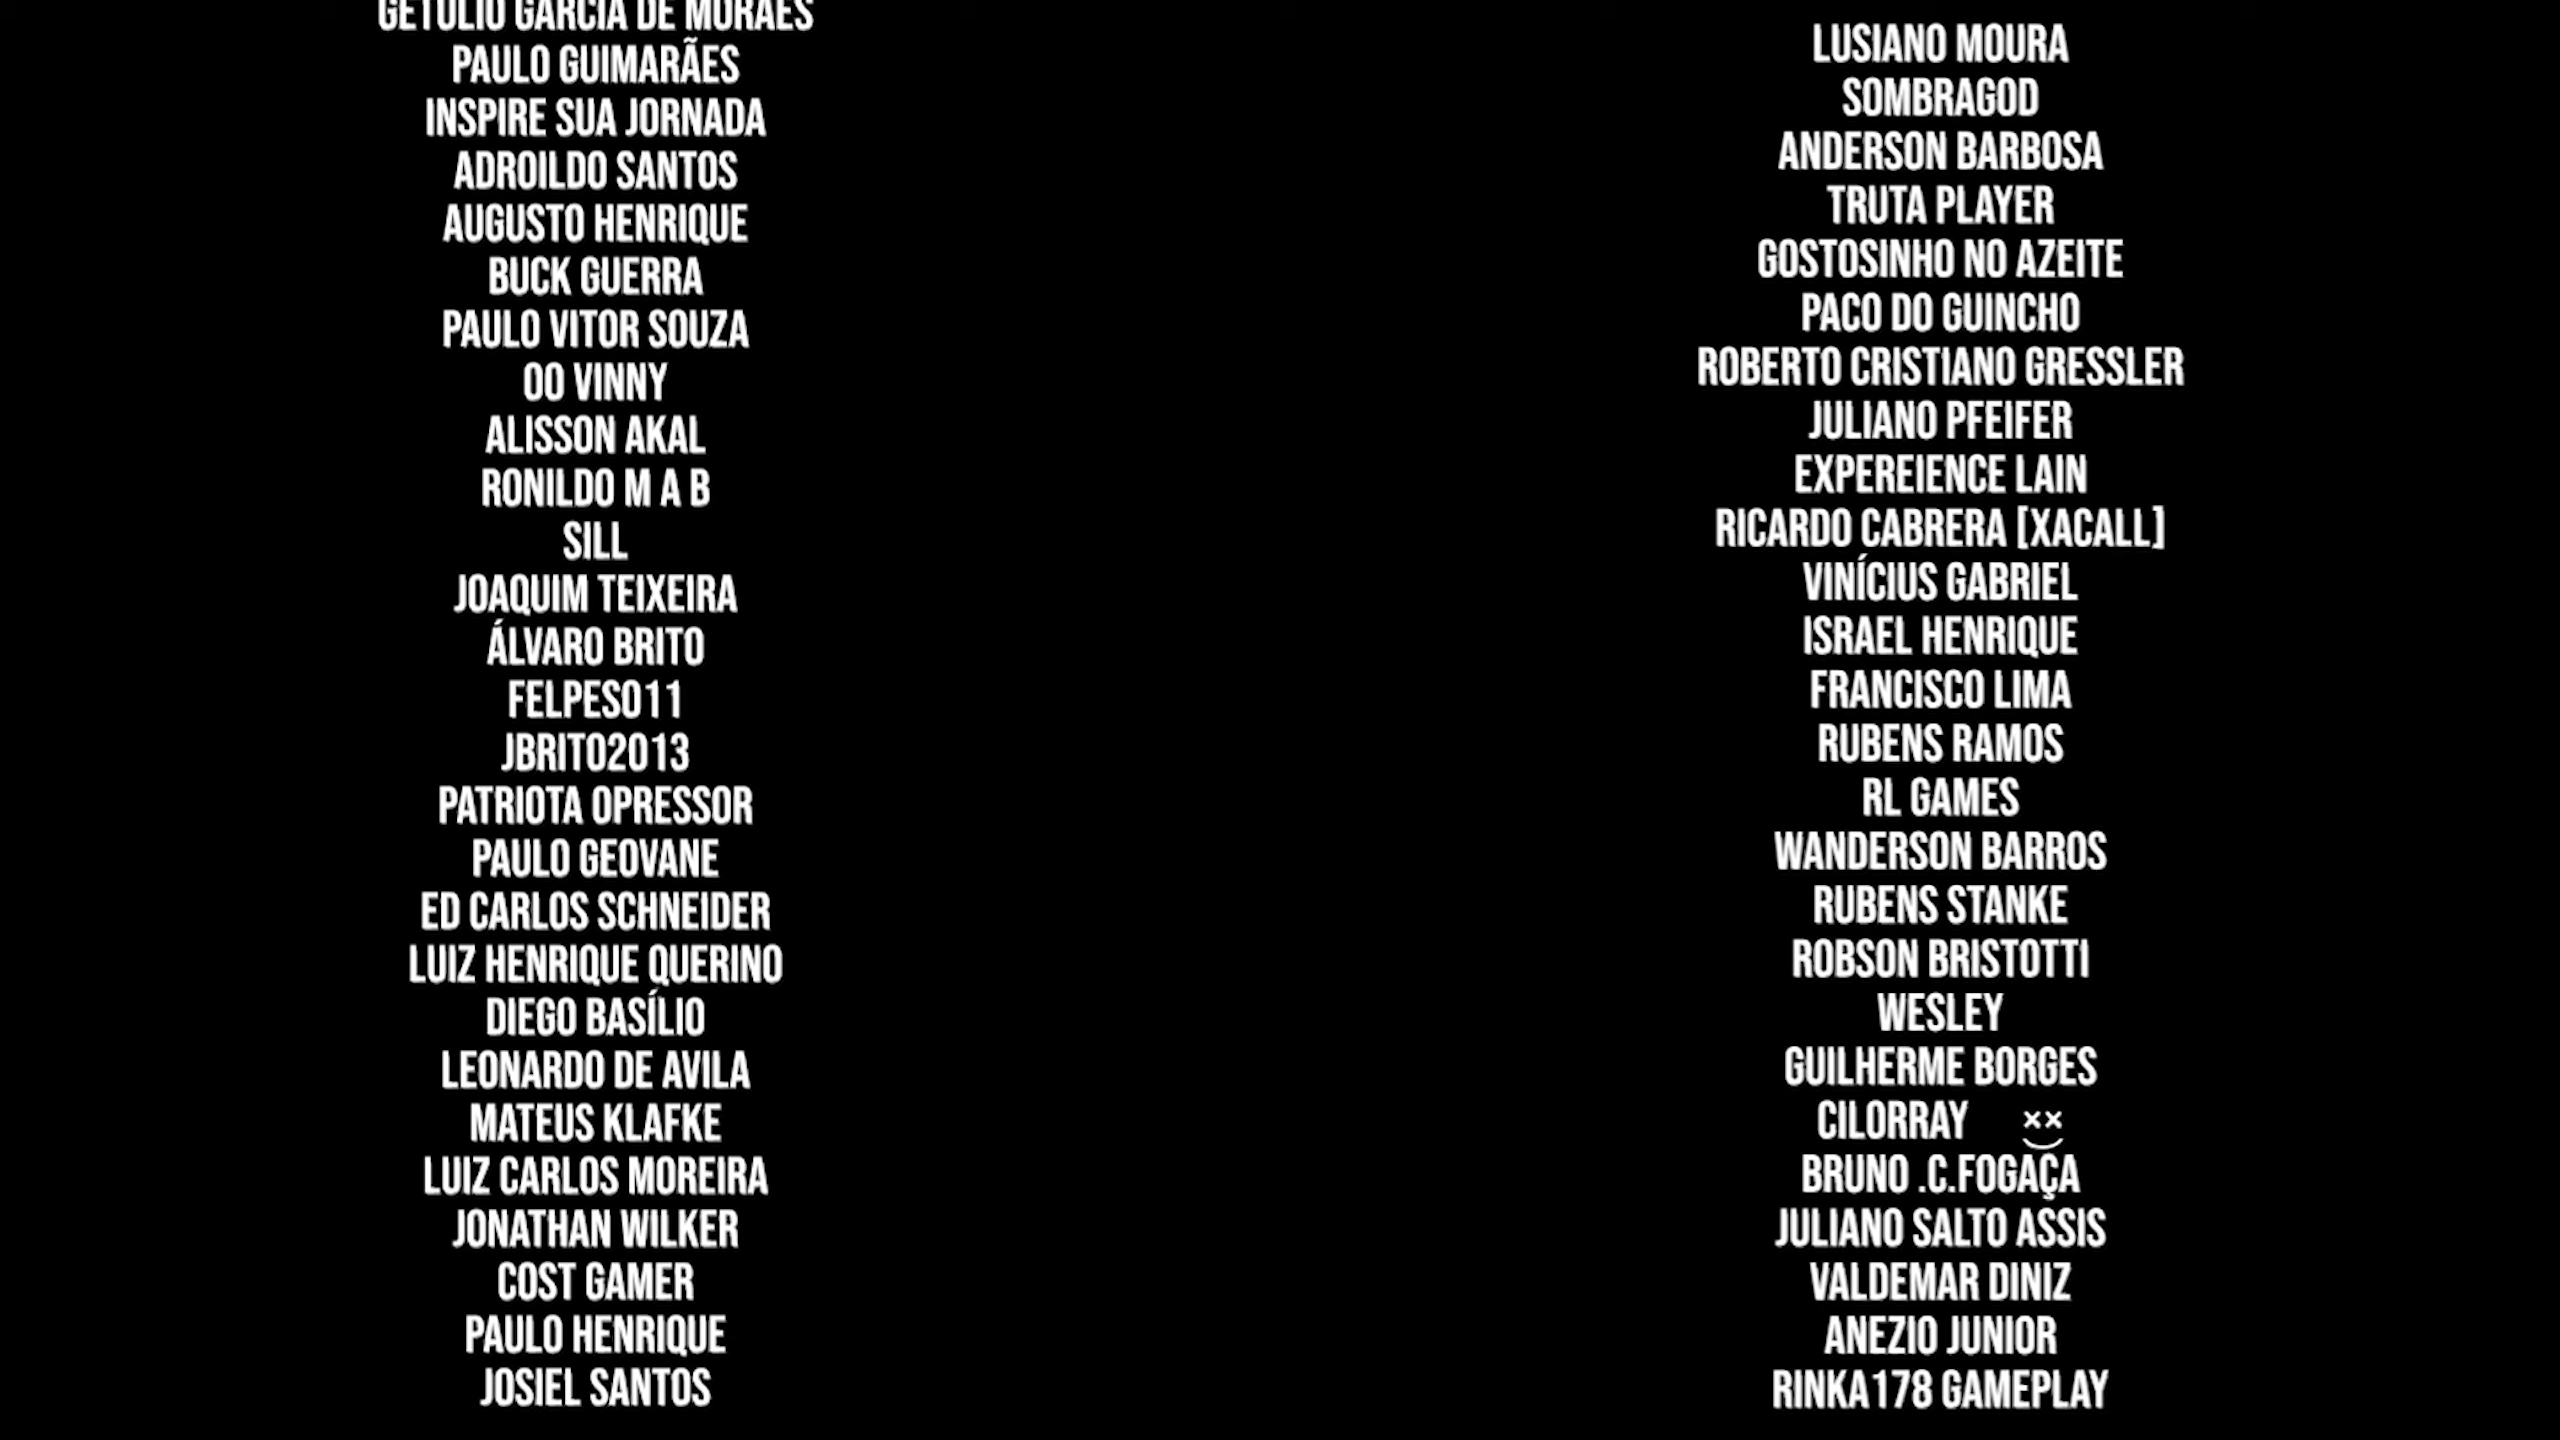 GETULIO GARCIA DE MORAES
PAULO GUIMARÃES
INSPIRE SUA JORNADA
ADROILDO SANTOS
AUGUSTO HENRIQUE
BUCK GUERRA
PAULO VITOR SOUZA
OO VINNY
ALISSON AKAL
RONILDO M A B
SILL
JOAQUIM TEIXEIRA
ÁLVARO BRITO
FELPESO11
JBRITO2013
PATRIOTA OPRESSOR
PAULO GEOVANE
ED CARLOS SCHNEIDER
LUIZ HENRIQUE QUERINO
DIEGO BASÍLIO
LEONARDO DE AVILA
MATEUS KLAFKE
LUIZ CARLOS MOREIRA
JONATHAN WILKER
COST GAMER
PAULO HENRIQUE
JOSIEL SANTOS
LUSIANO MOURA
SOMBRAGOD
ANDERSON BARBOSA
TRUTA PLAYER
GOSTOSINHO NO AZEITE
PACO DO GUINCHO
ROBERTO CRISTIANO GRESSLER
JULIANO PFEIFER
EXPEREIENCE LAIN
RICARDO CABRERA [XACALL]
VINÍCIUS GABRIEL
ISRAEL HENRIQUE
FRANCISCO LIMA
RUBENS RAMOS
RL GAMES
WANDERSON BARROS
RUBENS STANKE
ROBSON BRISTOTTI
WESLEY
GUILHERME BORGES
CILORRAY ×͜×
BRUNO .C.FOGAÇA
JULIANO SALTO ASSIS
VALDEMAR DINIZ
ANEZIO JUNIOR
RINKA178 GAMEPLAY